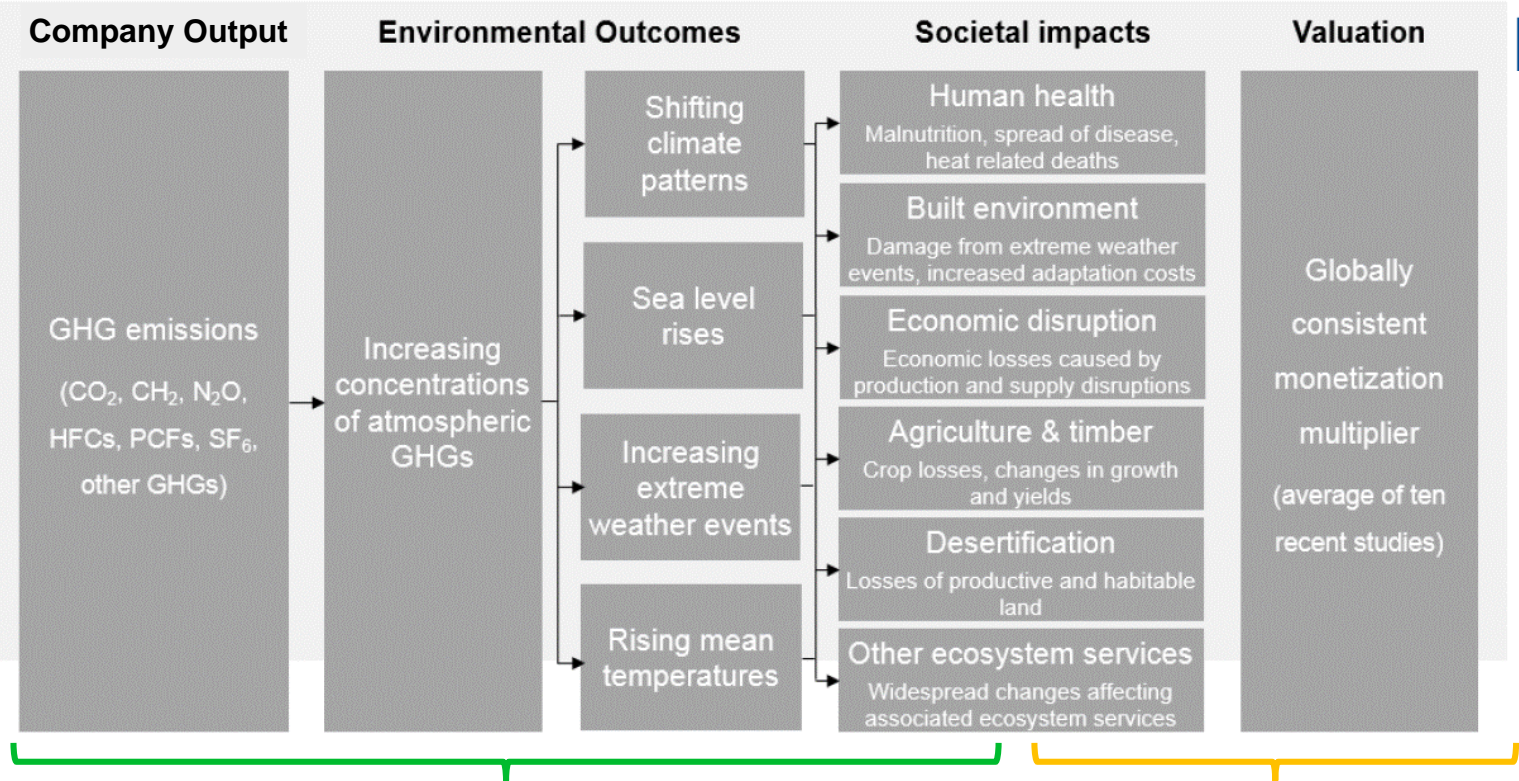 Company Output
Environmental Outcomes
Societal impacts
Valuation
GHG emissions
(CO₂, CH₂, N₂O,
HFCs, PCFs, SF₆,
other GHGs)
Increasing
concentrations
of atmospheric
GHGs
Shifting
climate
patterns
Sea level
rises
Increasing
extreme
weather events
Rising mean
temperatures
Human health
Malnutrition, spread of disease,
heat related deaths
Built environment
Damage from extreme weather
events, increased adaptation costs
Economic disruption
Economic losses caused by
production and supply disruptions
Agriculture & timber
Crop losses, changes in growth
and yields
Desertification
Losses of productive and habitable
land
Other ecosystem services
Widespread changes affecting
associated ecosystem services
Globally
consistent
monetization
multiplier
(average of ten
recent studies)